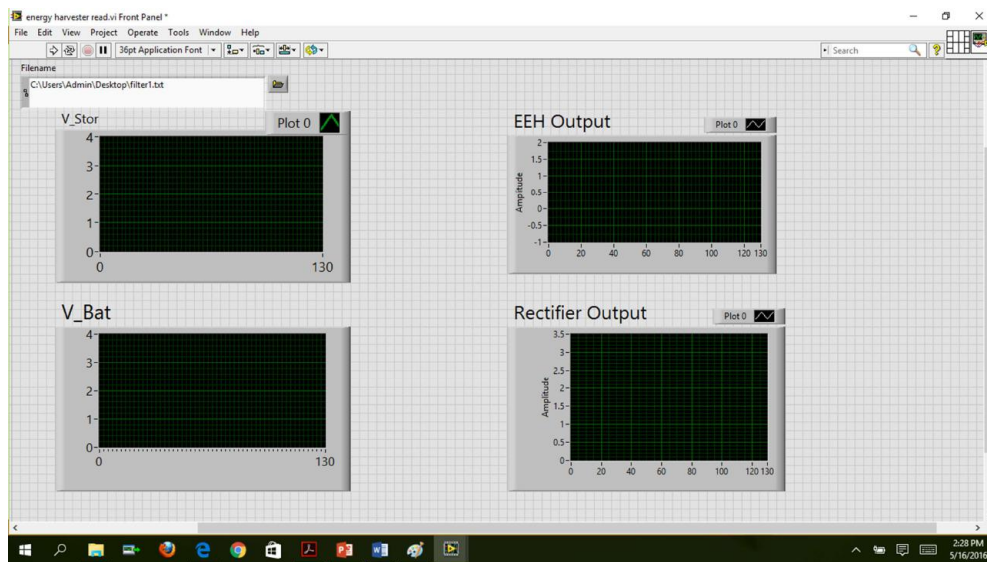 energy harvester read.vi Front Panel *
File Edit View Project Operate Tools Window Help
36pt Application Font
Search
Filename
C:\Users\Admin\Desktop\filter1.txt
V_Stor
Plot 0
4
3
2
1
0
0 130
EEH Output
Plot 0
Amplitude
2
1.5
1
0.5
0
-0.5
-1
0 20 40 60 80 100 120 130
V_Bat
4
3
2
1
0
0 130
Rectifier Output
Plot 0
Amplitude
3.5
3
2.5
2
1.5
1
0.5
0
0 20 40 60 80 100 120 130
2:28 PM
5/16/2016